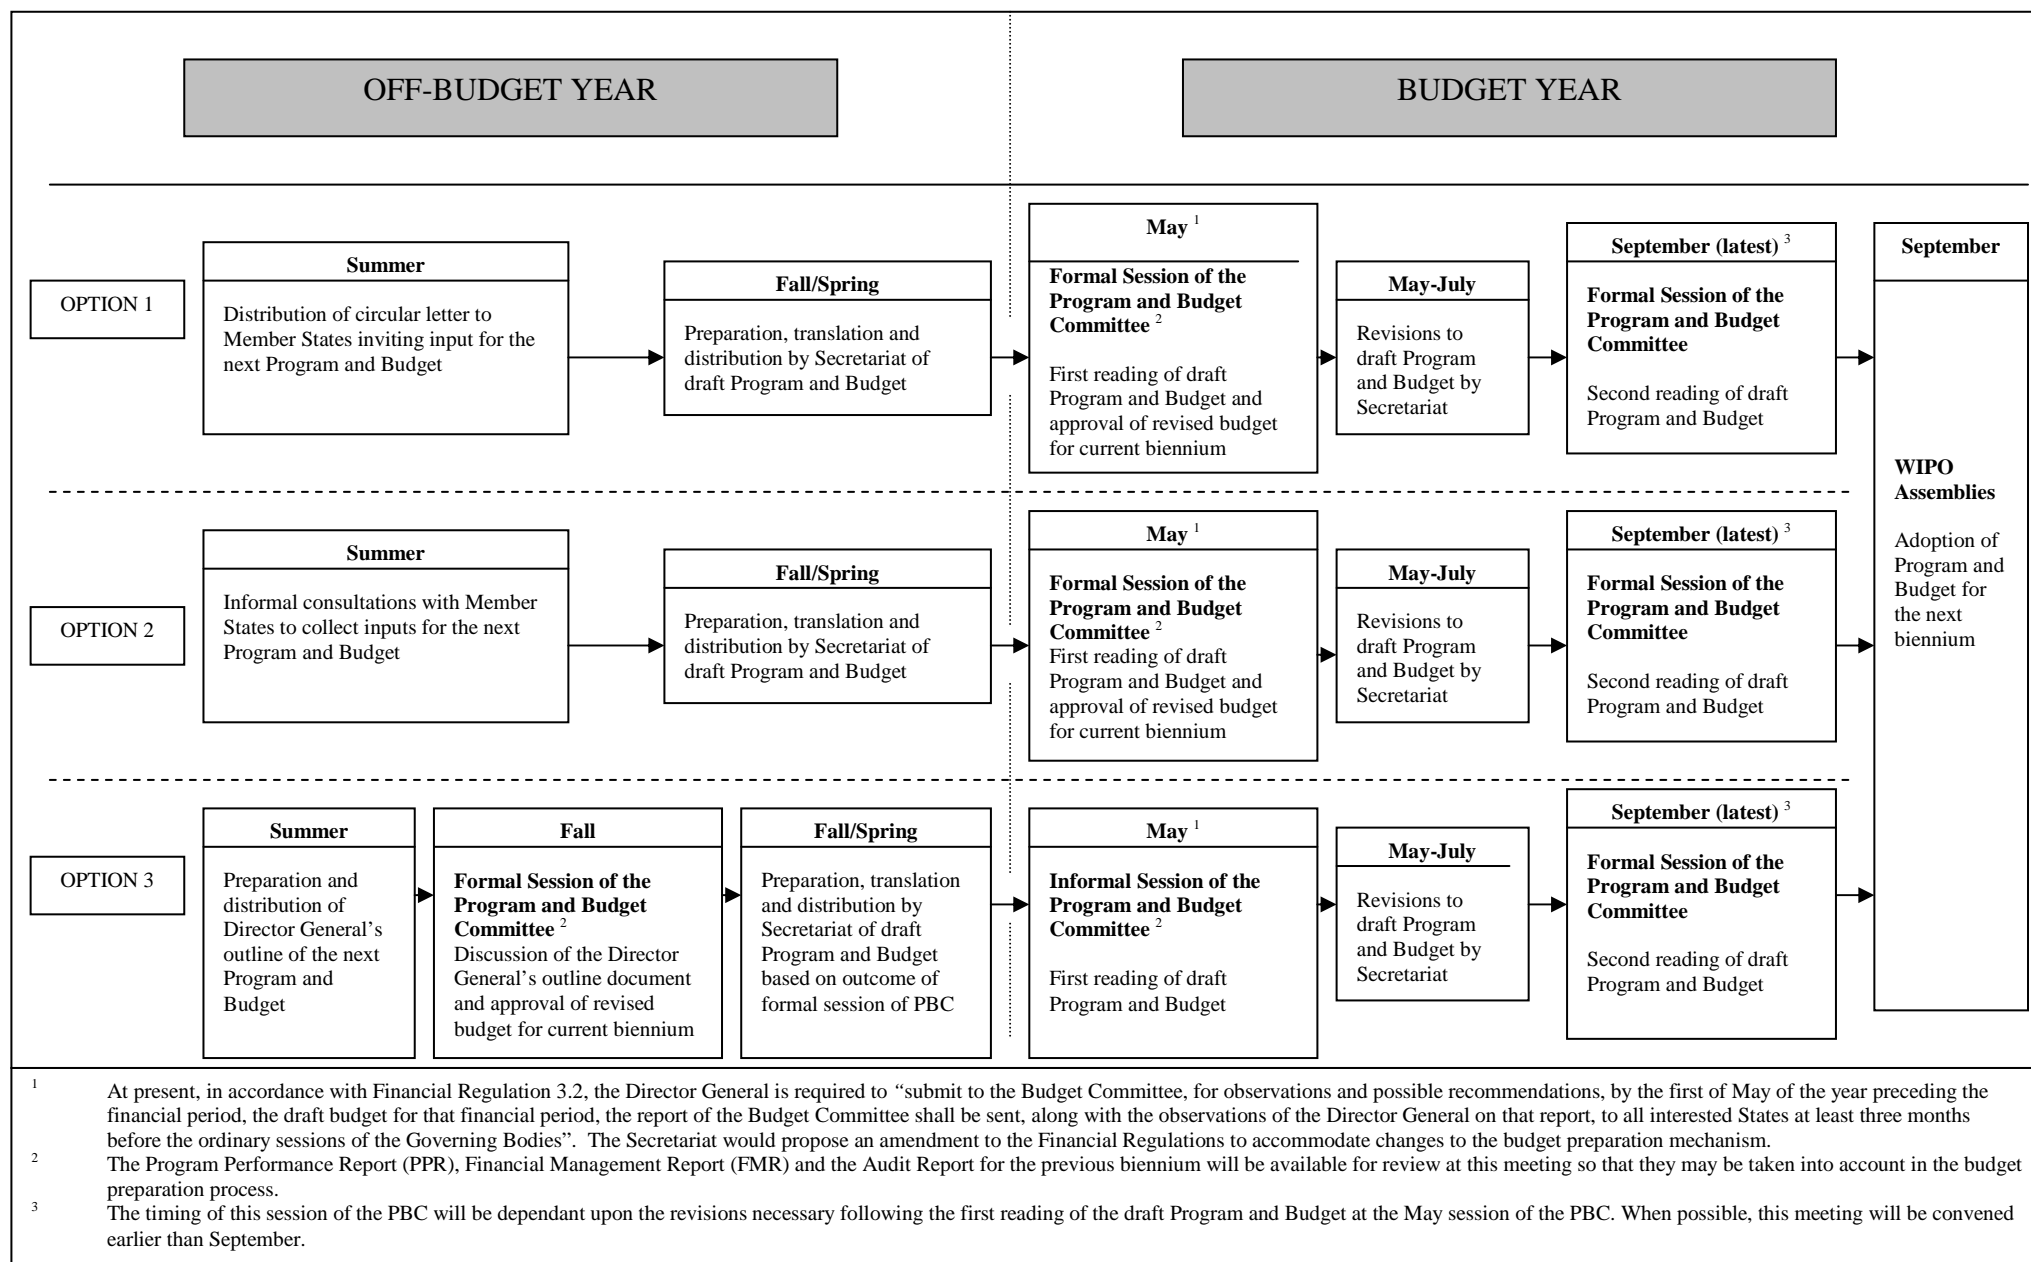 OFF-BUDGET YEAR
BUDGET YEAR
OPTION 1
Summer
Distribution of circular letter to
Member States inviting input for the
next Program and Budget
Fall/Spring
Preparation, translation and
distribution by Secretariat of
draft Program and Budget
May 1
Formal Session of the
Program and Budget
Committee 2
First reading of draft
Program and Budget and
approval of revised budget
for current biennium
May-July
Revisions to
draft Program
and Budget by
Secretariat
September (latest) 3
Formal Session of the
Program and Budget
Committee
Second reading of draft
Program and Budget
September
WIPO
Assemblies
Adoption of
Program and
Budget for
the next
biennium
OPTION 2
Summer
Informal consultations with Member
States to collect inputs for the next
Program and Budget
Fall/Spring
Preparation, translation and
distribution by Secretariat of
draft Program and Budget
May 1
Formal Session of the
Program and Budget
Committee 2
First reading of draft
Program and Budget and
approval of revised budget
for current biennium
May-July
Revisions to
draft Program
and Budget by
Secretariat
September (latest) 3
Formal Session of the
Program and Budget
Committee
Second reading of draft
Program and Budget
OPTION 3
Summer
Preparation and
distribution of
Director General's
outline of the next
Program and
Budget
Fall
Formal Session of the
Program and Budget
Committee 2
Discussion of the Director
General's outline document
and approval of revised
budget for current biennium
Fall/Spring
Preparation, translation
and distribution by
Secretariat of draft
Program and Budget
based on outcome of
formal session of PBC
May 1
Informal Session of the
Program and Budget
Committee 2
First reading of draft
Program and Budget
May-July
Revisions to
draft Program
and Budget by
Secretariat
September (latest) 3
Formal Session of the
Program and Budget
Committee
Second reading of draft
Program and Budget
1 At present, in accordance with Financial Regulation 3.2, the Director General is required to "submit to the Budget Committee, for observations and possible recommendations, by the first of May of the year preceding the
financial period, the draft budget for that financial period, the report of the Budget Committee shall be sent, along with the observations of the Director General on that report, to all interested States at least three months
before the ordinary sessions of the Governing Bodies". The Secretariat would propose an amendment to the Financial Regulations to accommodate changes to the budget preparation mechanism.
2 The Program Performance Report (PPR), Financial Management Report (FMR) and the Audit Report for the previous biennium will be available for review at this meeting so that they may be taken into account in the budget
preparation process.
3 The timing of this session of the PBC will be dependant upon the revisions necessary following the first reading of the draft Program and Budget at the May session of the PBC. When possible, this meeting will be convened
earlier than September.